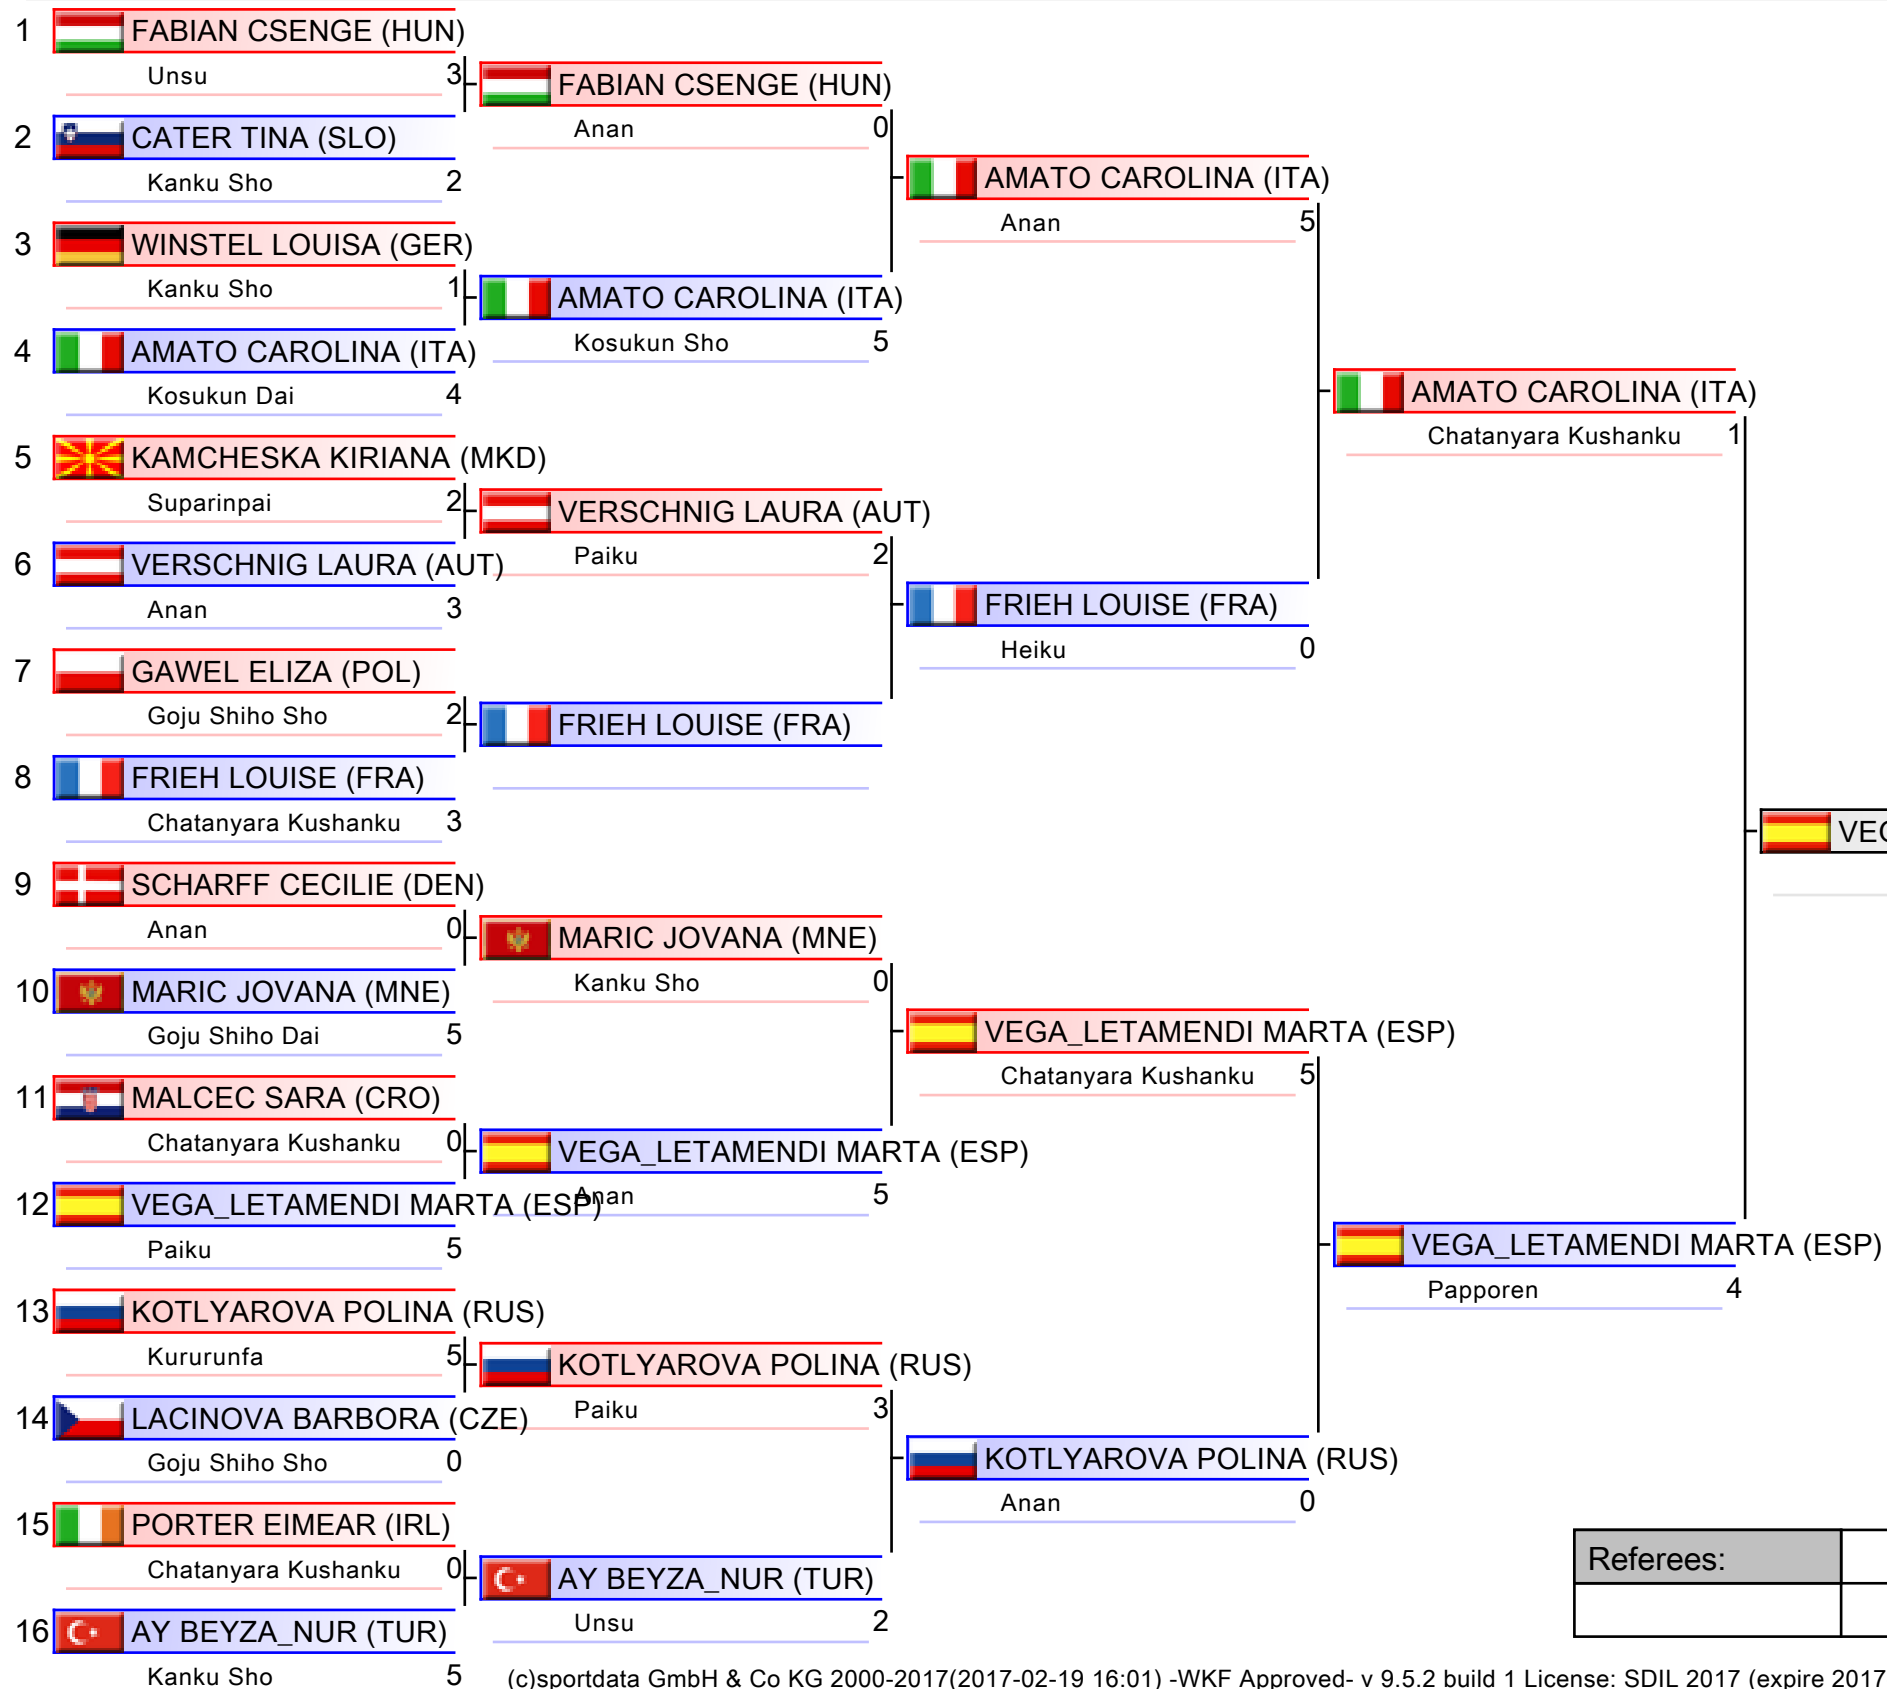 1 FABIAN CSENGE (HUN)
Unsu 3
2 CATER TINA (SLO)
Kanku Sho 2
3 WINSTEL LOUISA (GER)
Kanku Sho 1
4 AMATO CAROLINA (ITA)
Kosukun Dai 4
5 KAMCHESKA KIRIANA (MKD)
Suparinpai 2
6 VERSCHNIG LAURA (AUT)
Anan 3
7 GAWEL ELIZA (POL)
Goju Shiho Sho 2
8 FRIEH LOUISE (FRA)
Chatanyara Kushanku 3
9 SCHARFF CECILIE (DEN)
Anan 0
10 MARIC JOVANA (MNE)
Goju Shiho Dai 5
11 MALCEC SARA (CRO)
Chatanyara Kushanku 0
12 VEGA_LETAMENDI MARTA (ESP)
Paiku 5
13 KOTLYAROVA POLINA (RUS)
Kururunfa 5
14 LACINOVA BARBORA (CZE)
Goju Shiho Sho 0
15 PORTER EIMEAR (IRL)
Chatanyara Kushanku 0
16 AY BEYZA_NUR (TUR)
Kanku Sho 5
FABIAN CSENGE (HUN)
Anan 0
AMATO CAROLINA (ITA)
Kosukun Sho 5
VERSCHNIG LAURA (AUT)
Paiku 2
FRIEH LOUISE (FRA)
MARIC JOVANA (MNE)
Kanku Sho 0
VEGA_LETAMENDI MARTA (ESP)
Anan 5
KOTLYAROVA POLINA (RUS)
Paiku 3
AY BEYZA_NUR (TUR)
Unsu 2
AMATO CAROLINA (ITA)
Anan 5
FRIEH LOUISE (FRA)
Heiku 0
VEGA_LETAMENDI MARTA (ESP)
Chatanyara Kushanku 5
KOTLYAROVA POLINA (RUS)
Anan 0
AMATO CAROLINA (ITA)
Chatanyara Kushanku 1
VEGA_LETAMENDI MARTA (ESP)
Papporen 4
Referees:
(c)sportdata GmbH & Co KG 2000-2017(2017-02-19 16:01) -WKF Approved- v 9.5.2 build 1 License: SDIL 2017 (expire 2017